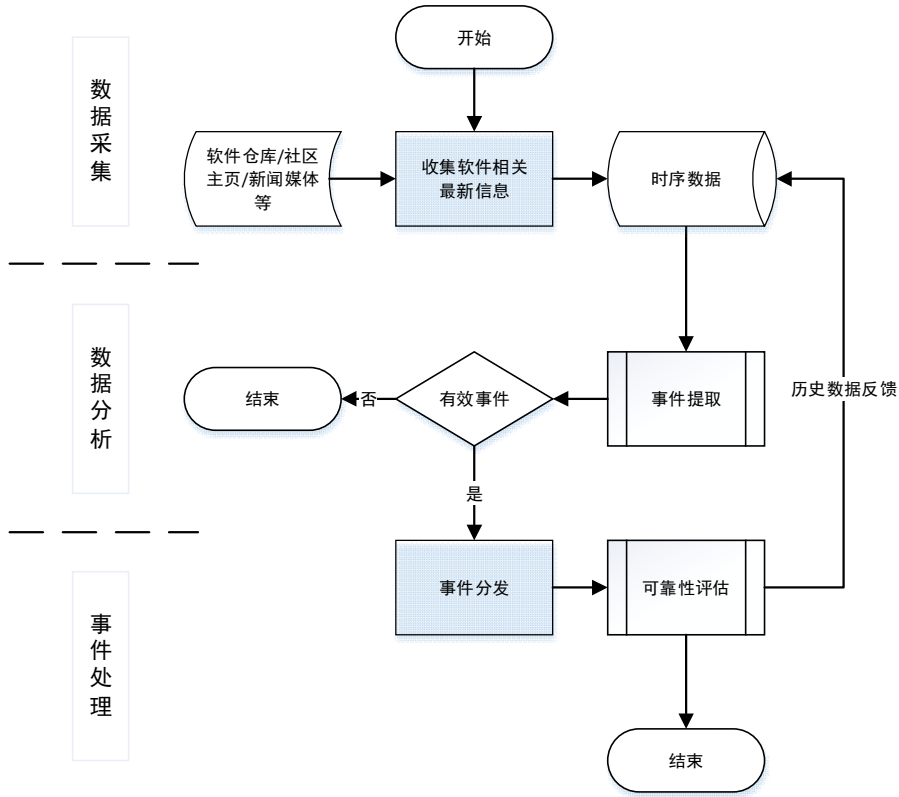 开始
数据采集
软件仓库/社区
主页/新闻媒体
等
收集软件相关
最新信息
时序数据
数据分析
结束
否
有效事件
事件提取
历史数据反馈
是
事件分发
可靠性评估
事件处理
结束